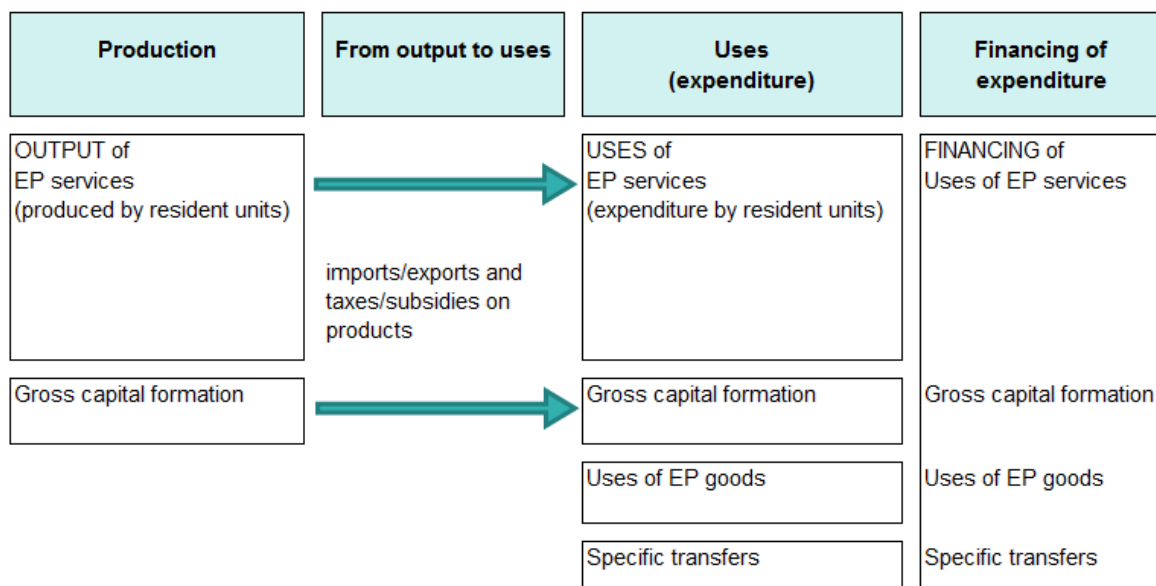 Production
From output to uses
Uses
(expenditure)
Financing of
expenditure
OUTPUT of
EP services
(produced by resident units)
imports/exports and
taxes/subsidies on
products
USES of
EP services
(expenditure by resident units)
FINANCING of
Uses of EP services
Gross capital formation
Gross capital formation
Gross capital formation
Uses of EP goods
Uses of EP goods
Specific transfers
Specific transfers